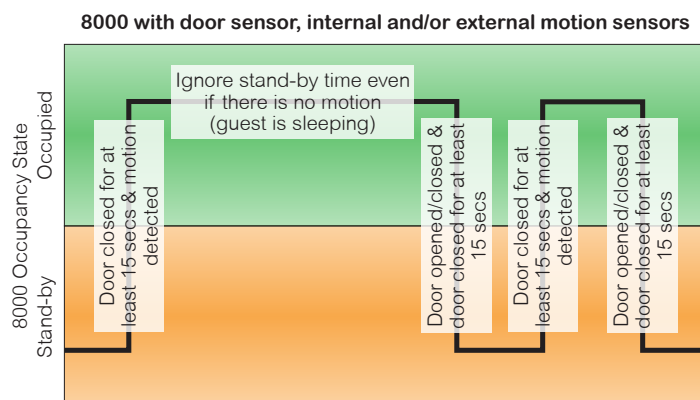 8000 with door sensor, internal and/or external motion sensors
8000 Occupancy State
Occupied
Stand-by
Ignore stand-by time even
if there is no motion
(guest is sleeping)
Door closed for at
least 15 secs & motion
detected
Door opened/closed &
door closed for at least
15 secs
Door closed for at
least 15 secs & motion
detected
Door opened/closed &
door closed for at least
15 secs